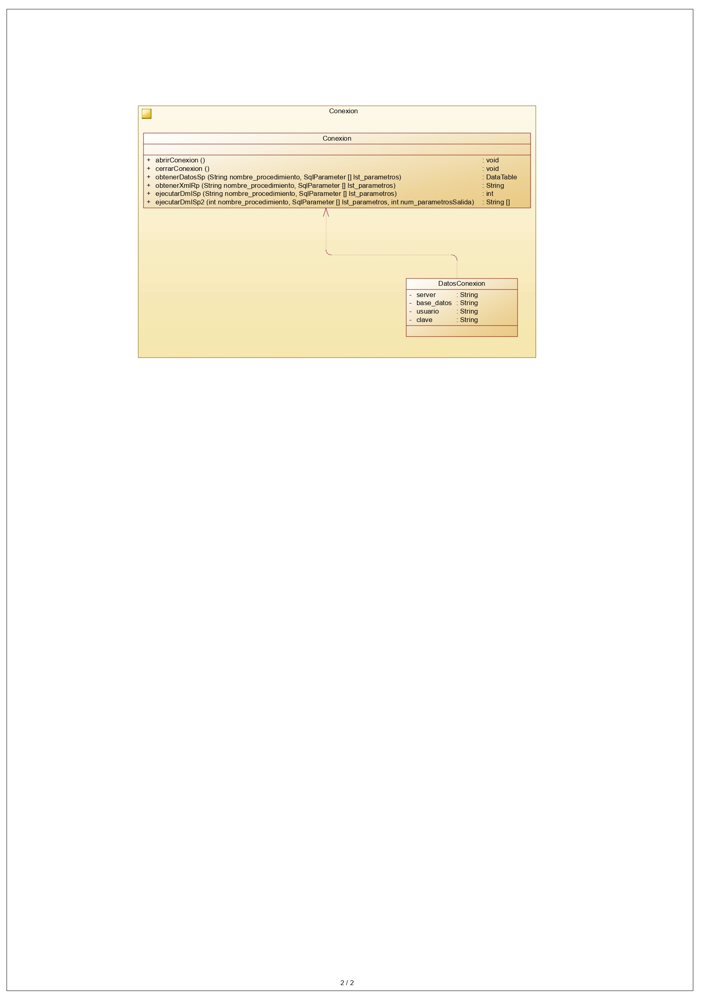 Conexion
Conexion
+ abrirConexion () : void
+ cerrarConexion () : void
+ obtenerDatosSp (String nombre_procedimiento, SqlParameter [] lst_parametros) : DataTable
+ obtenerXmlRp (String nombre_procedimiento, SqlParameter [] lst_parametros) : String
+ ejecutarDmlSp (String nombre_procedimiento, SqlParameter [] lst_parametros) : int
+ ejecutarDmlSp2 (int nombre_procedimiento, SqlParameter [] lst_parametros, int num_parametrosSalida) : String []
DatosConexion
- server : String
- base_datos : String
- usuario : String
- clave : String
2 / 2